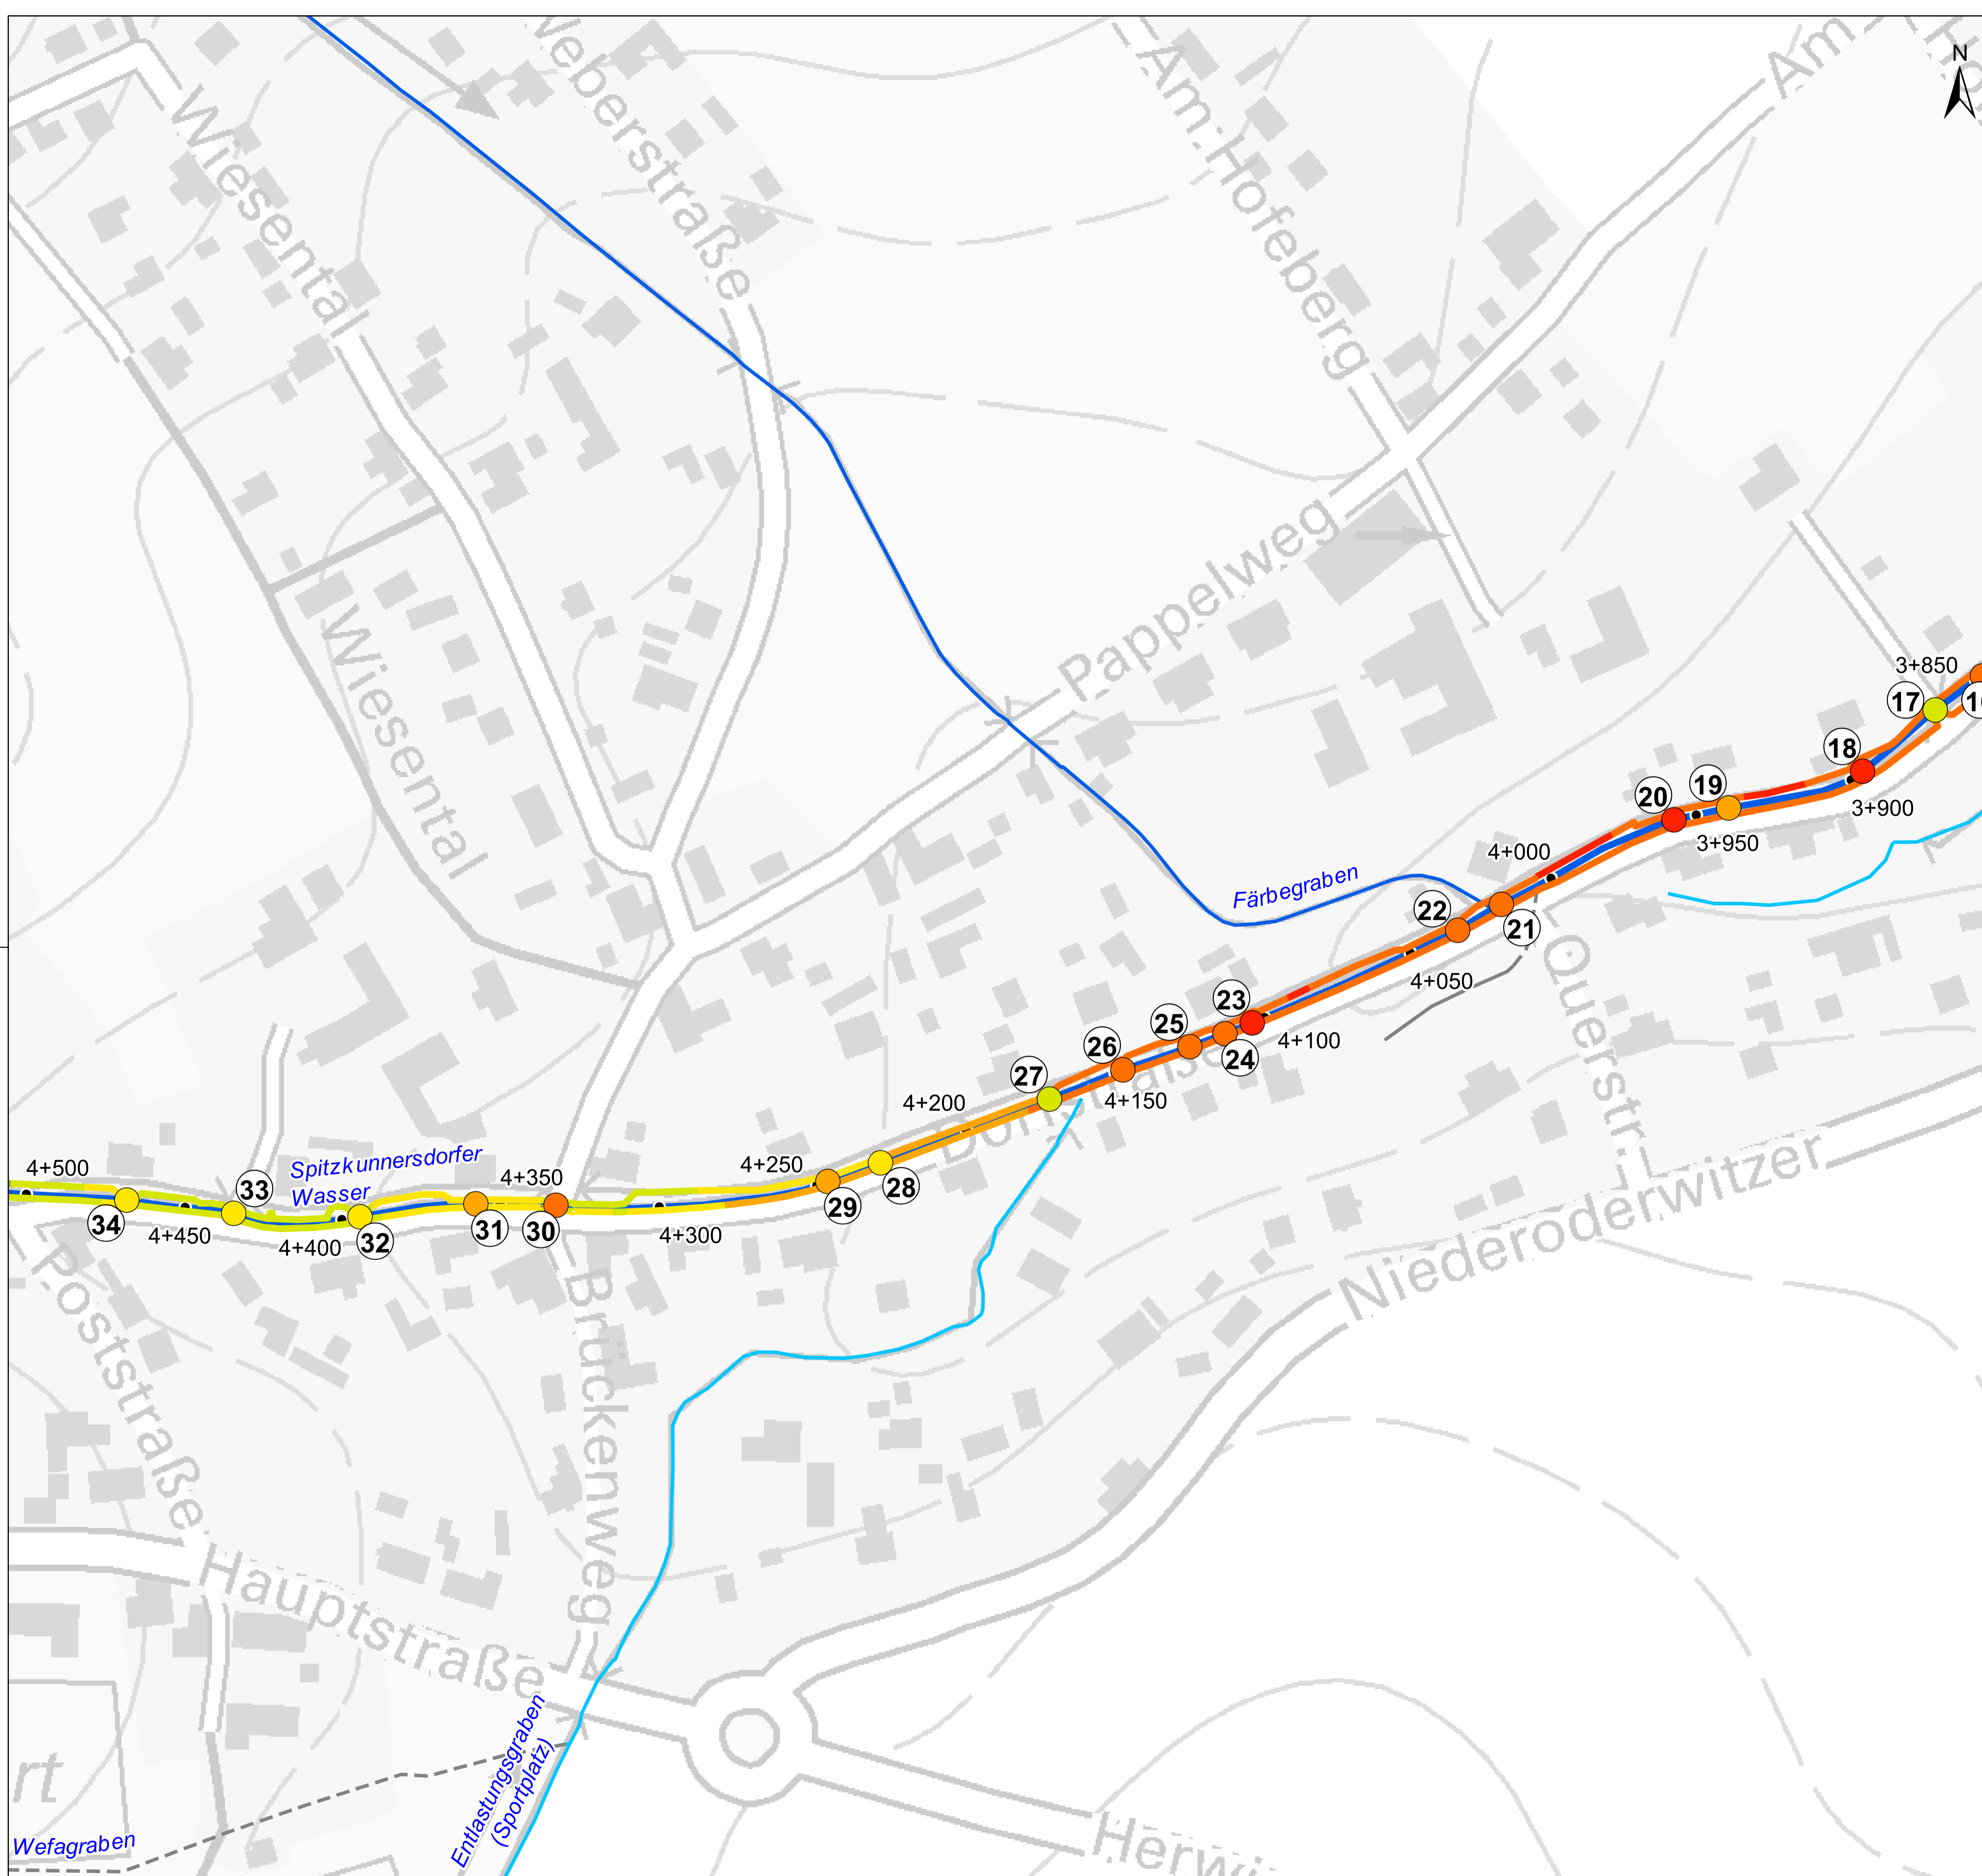 N
Wiesental
Weberstraße
Am Hofeberg
Am
Wiesental
Pappelweg
3+850
17
16
18
3+900
20
19
3+950
4+000
Färbegraben
22
21
4+050
23
4+100
25
24
26
4+150
27
4+200
Dorfstraße
Querstr.
Niederoderwitzer
4+250
28
29
4+300
4+350
30
31
Spitzkunnersdorfer
Wasser
32
4+400
33
4+450
34
4+500
Poststraße
Brückenweg
Hauptstraße
Entlastungsgraben
(Sportplatz)
rt
Wefagraben